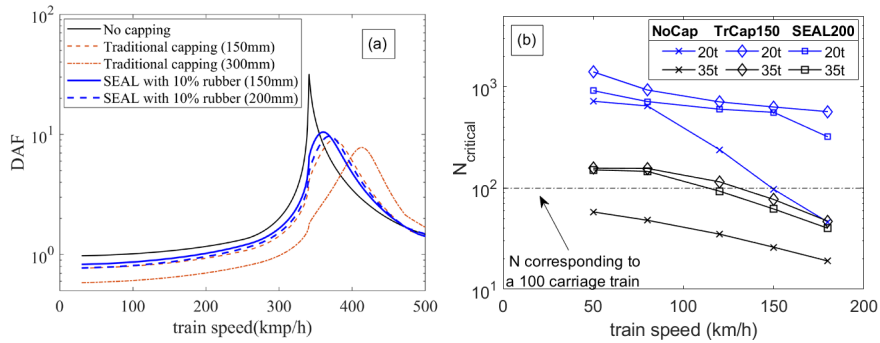 (a)
No capping
Traditional capping (150mm)
Traditional capping (300mm)
SEAL with 10% rubber (150mm)
SEAL with 10% rubber (200mm)
DAF
10²
10¹
10⁰
0 100 200 300 400 500
train speed(kmp/h)
(b)
NoCap TrCap150 SEAL200
20t 20t 20t
35t 35t 35t
N_critical
10³
10²
10¹
N corresponding to
a 100 carriage train
0 50 100 150 200
train speed (km/h)